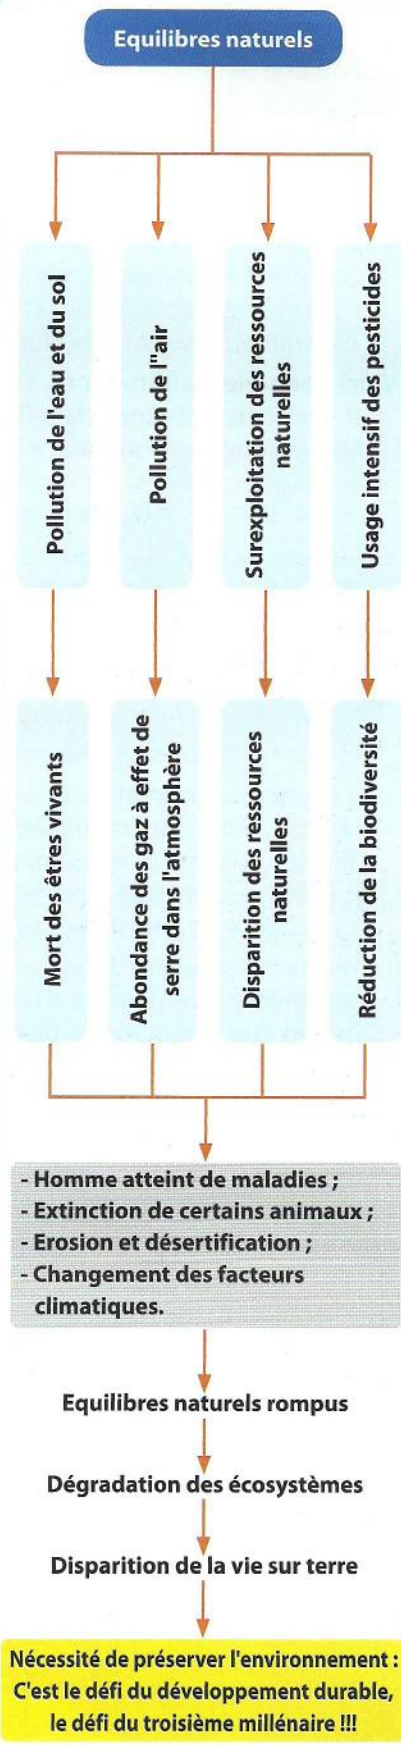 Equilibres naturels
Pollution de l'eau et du sol
Pollution de l''air
Surexploitation des ressources
naturelles
Usage intensif des pesticides
Mort des êtres vivants
Abondance des gaz à effet de
serre dans l'atmosphère
Disparition des ressources
naturelles
Réduction de la biodiversité
- Homme atteint de maladies ;
- Extinction de certains animaux ;
- Erosion et désertification ;
- Changement des facteurs
climatiques.
Equilibres naturels rompus
Dégradation des écosystèmes
Disparition de la vie sur terre
Nécessité de préserver l'environnement :
C'est le défi du développement durable,
le défi du troisième millénaire !!!